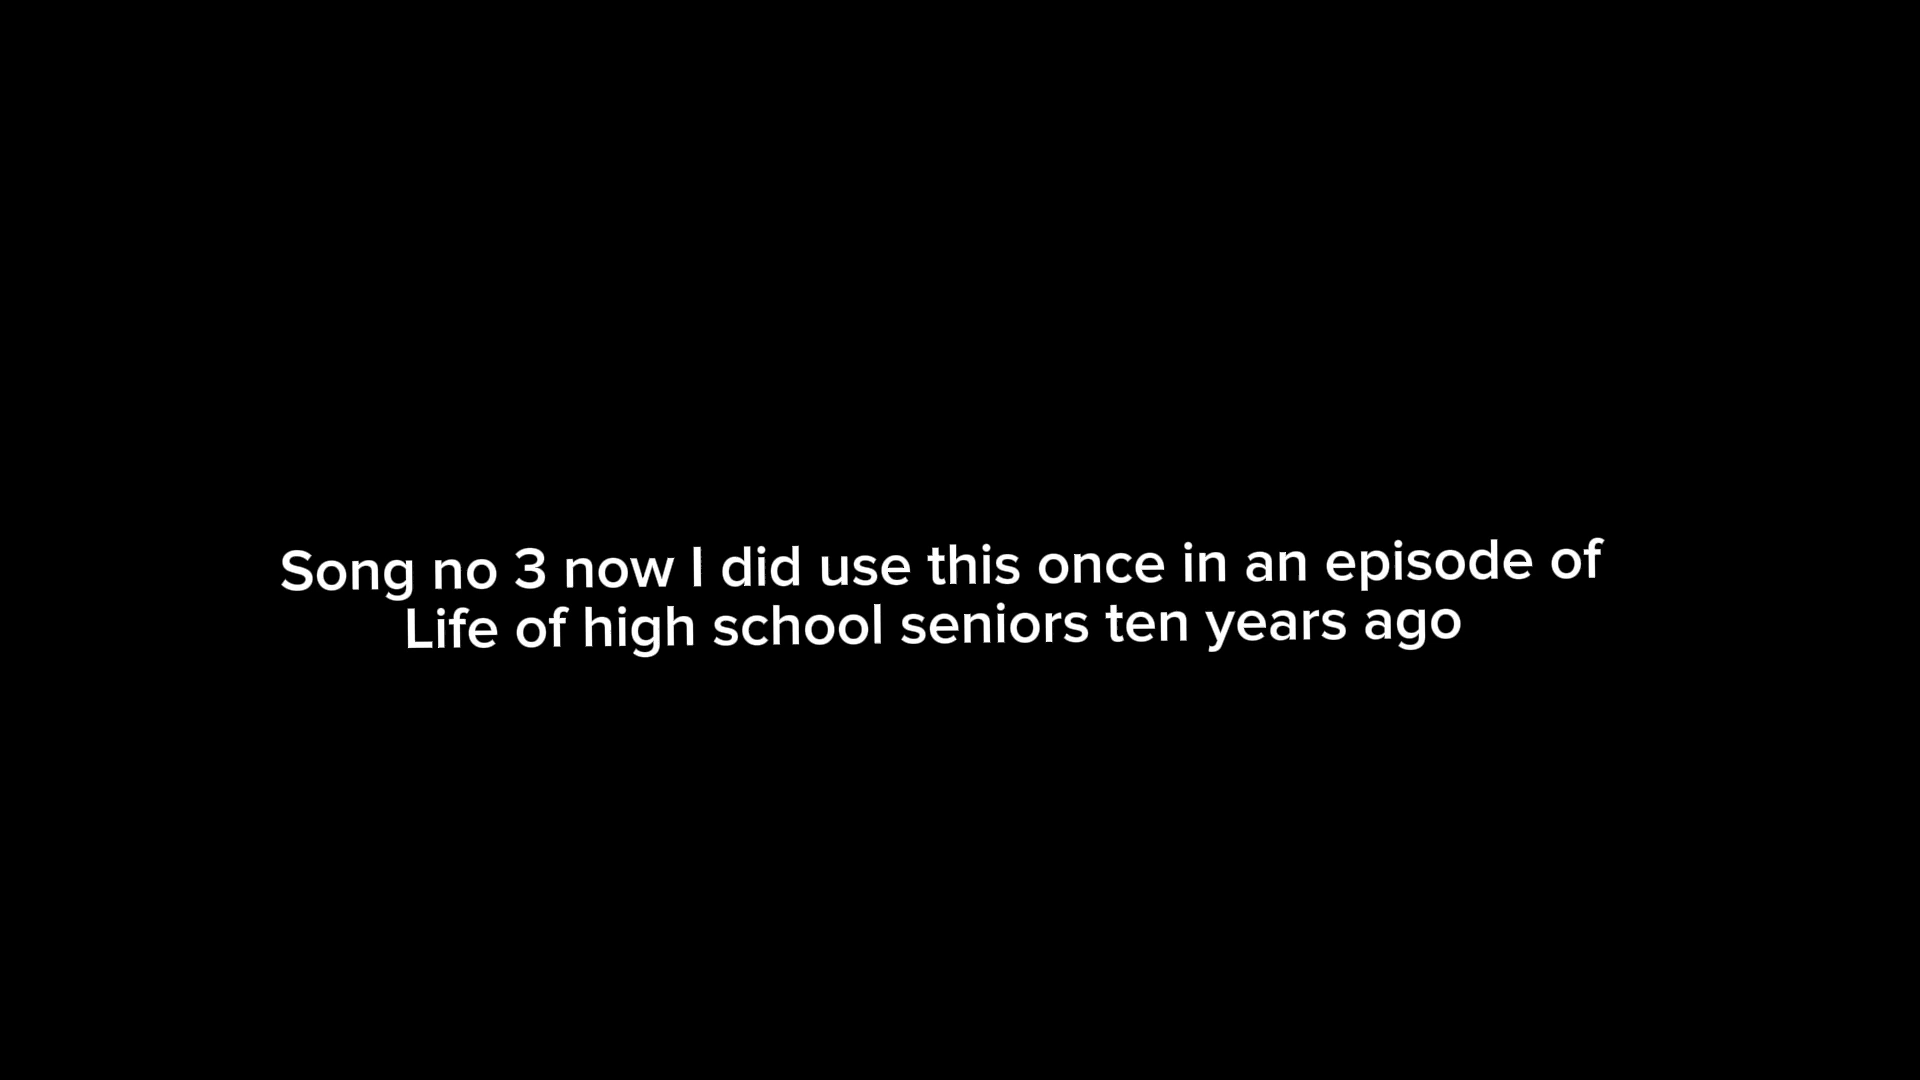 Song no 3 now I did use this once in an episode of
Life of high school seniors ten years ago